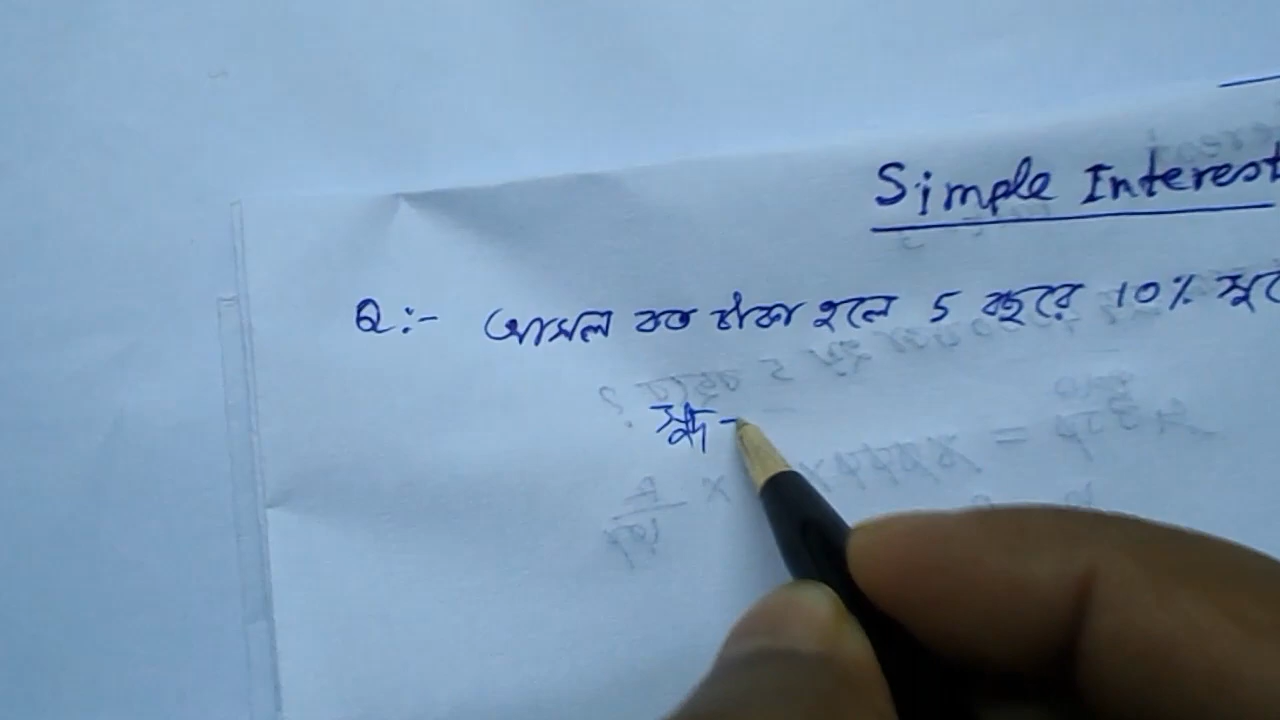 Simple Interest
Q:- আসল কত টাকা হলে 5 বছরে 10%
সুদ -